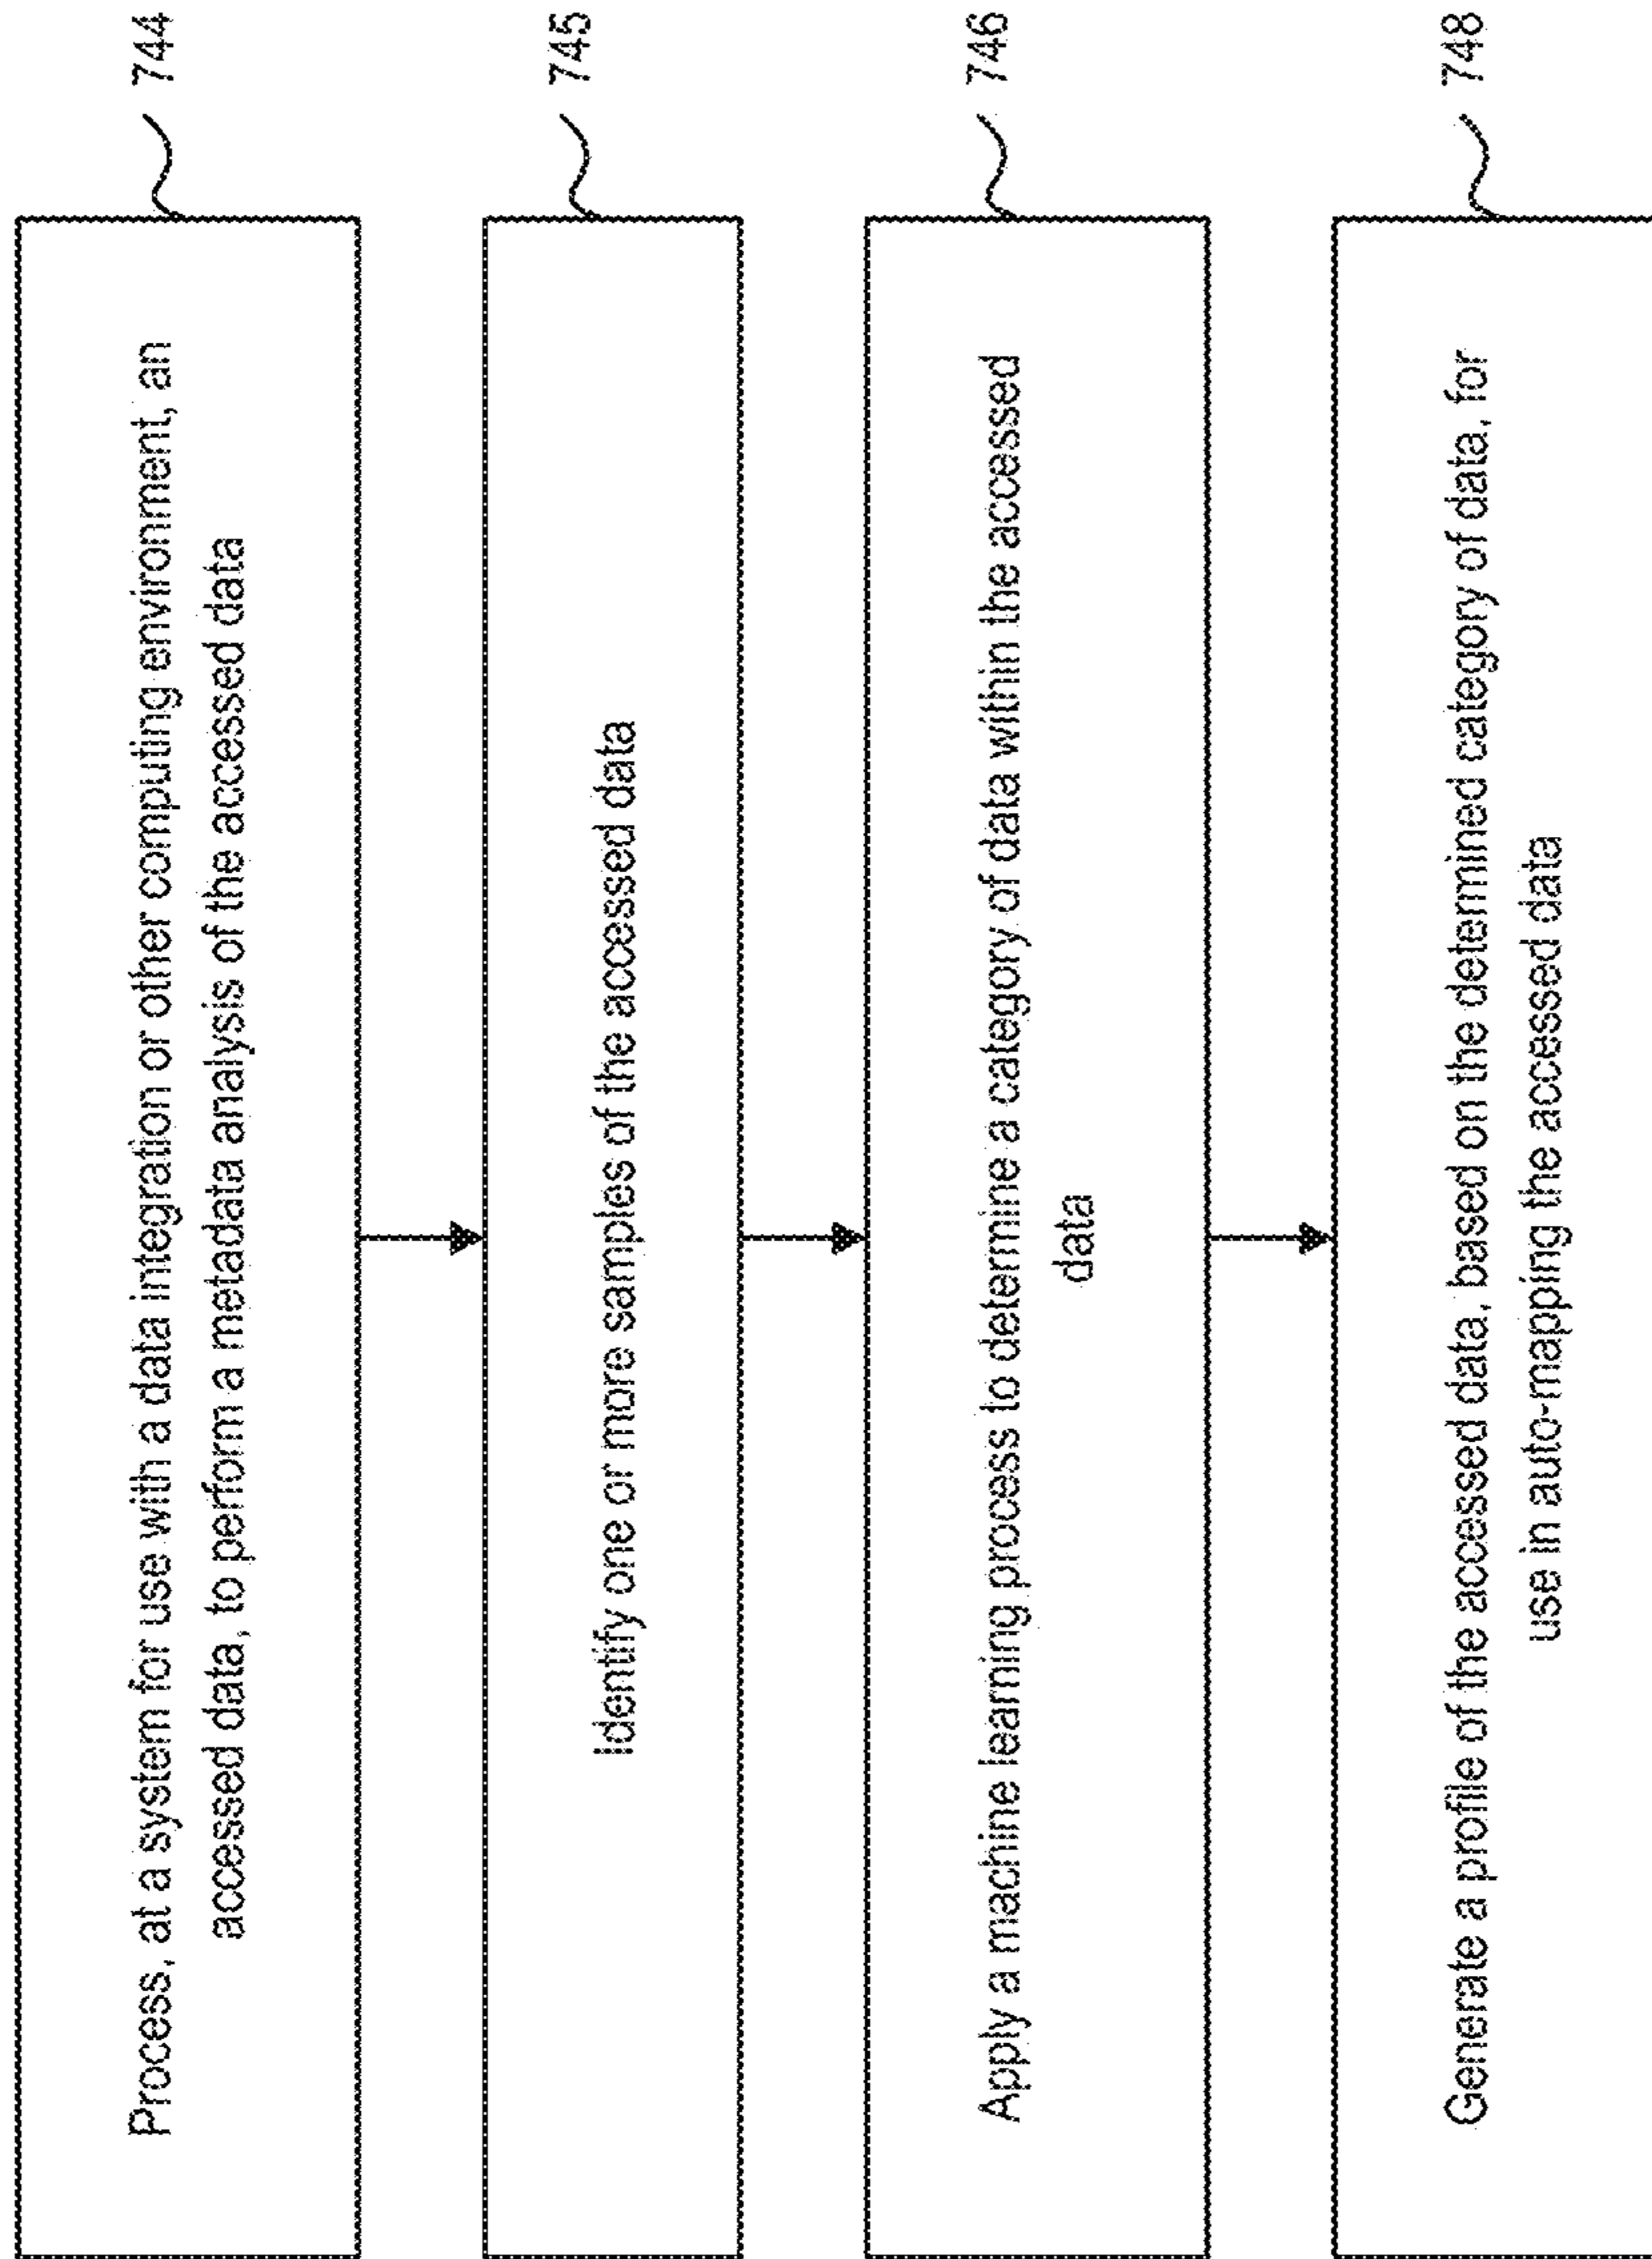 Process, at a system for use with a data integration or other computing environment, an
accessed data, to perform a metadata analysis of the accessed data
744
Identify one or more samples of the accessed data
745
Apply a machine learning process to determine a category of data within the accessed
data
746
Generate a profile of the accessed data, based on the determined category of data, for
use in auto-mapping the accessed data
748